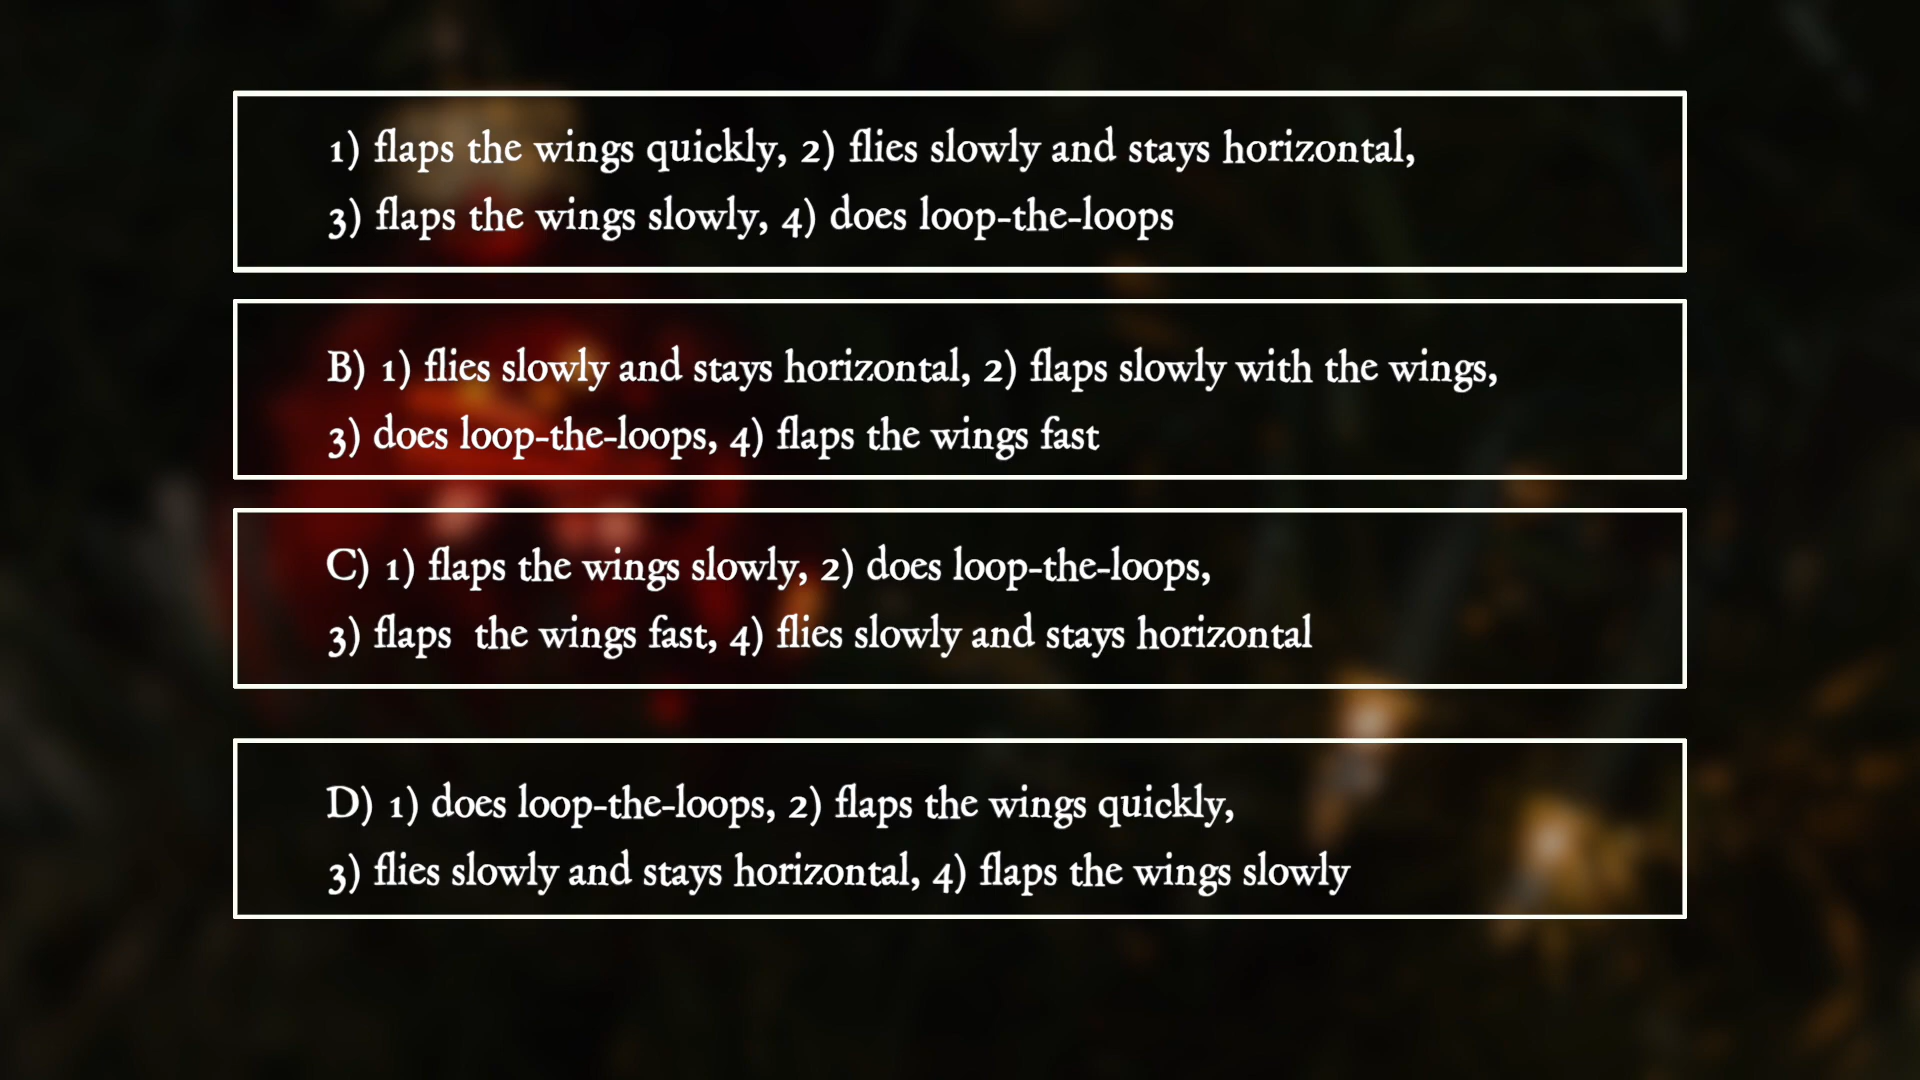 1) flaps the wings quickly, 2) flies slowly and stays horizontal,
3) flaps the wings slowly, 4) does loop-the-loops
B) 1) flies slowly and stays horizontal, 2) flaps slowly with the wings,
3) does loop-the-loops, 4) flaps the wings fast
C) 1) flaps the wings slowly, 2) does loop-the-loops,
3) flaps the wings fast, 4) flies slowly and stays horizontal
D) 1) does loop-the-loops, 2) flaps the wings quickly,
3) flies slowly and stays horizontal, 4) flaps the wings slowly